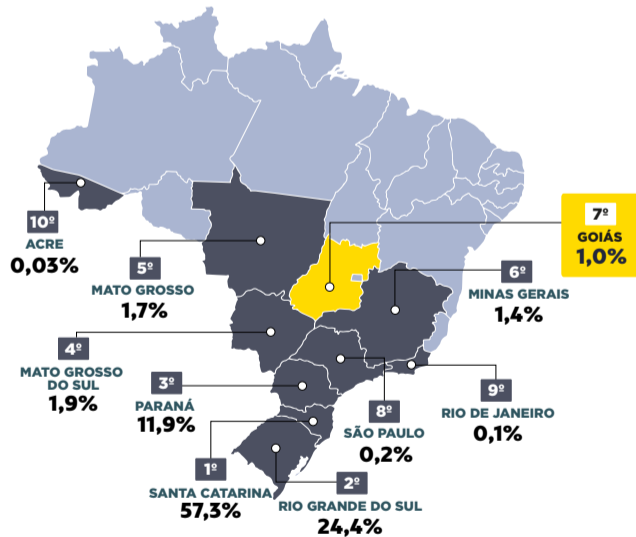 10º
ACRE
0,03%
5º
MATO GROSSO
1,7%
7º
GOIÁS
1,0%
6º
MINAS GERAIS
1,4%
4º
MATO GROSSO
DO SUL
1,9%
3º
PARANÁ
11,9%
8º
SÃO PAULO
0,2%
9º
RIO DE JANEIRO
0,1%
1º
SANTA CATARINA
57,3%
2º
RIO GRANDE DO SUL
24,4%